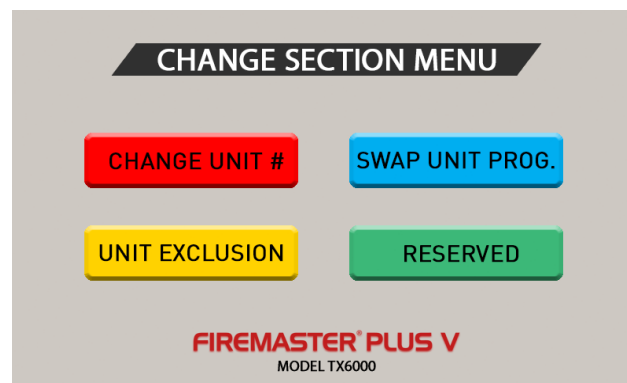 CHANGE SECTION MENU
CHANGE UNIT #
SWAP UNIT PROG.
UNIT EXCLUSION
RESERVED
FIREMASTER® PLUS V
MODEL TX6000